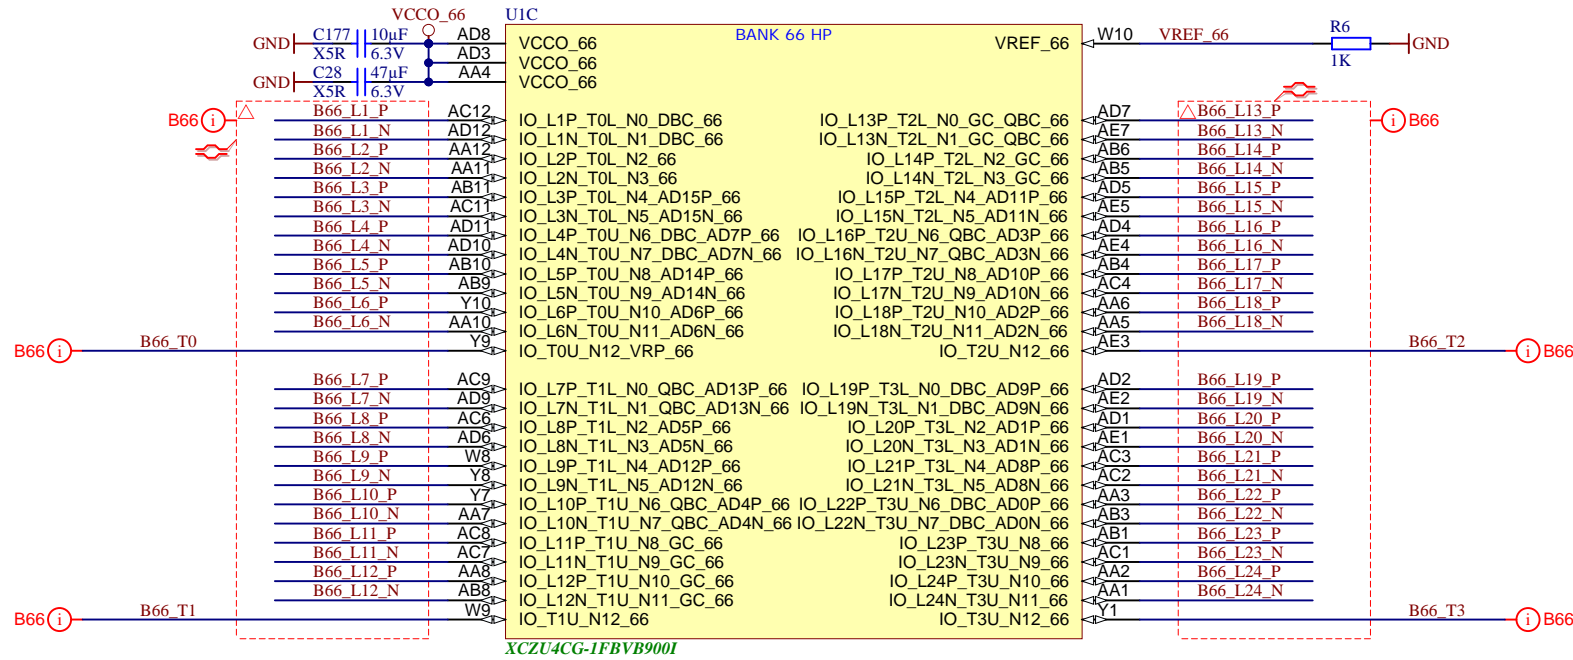 VCCO_66 U1C
GND C177 10µF AD8 VCCO_66 BANK 66 HP VREF_66 W10 VREF_66 R6 GND
X5R 6.3V AD3 VCCO_66 1K
GND C28 47µF AA4 VCCO_66
X5R 6.3V
B66 i B66_L1_P AC12 IO_L1P_T0L_N0_DBC_66 IO_L13P_T2L_N0_GC_QBC_66 AD7 B66_L13_P i B66
B66_L1_N AD12 IO_L1N_T0L_N1_DBC_66 IO_L13N_T2L_N1_GC_QBC_66 AE7 B66_L13_N
B66_L2_P AA12 IO_L2P_T0L_N2_66 IO_L14P_T2L_N2_GC_66 AB6 B66_L14_P
B66_L2_N AA11 IO_L2N_T0L_N3_66 IO_L14N_T2L_N3_GC_66 AB5 B66_L14_N
B66_L3_P AB11 IO_L3P_T0L_N4_AD15P_66 IO_L15P_T2L_N4_AD11P_66 AD5 B66_L15_P
B66_L3_N AC11 IO_L3N_T0L_N5_AD15N_66 IO_L15N_T2L_N5_AD11N_66 AE5 B66_L15_N
B66_L4_P AD11 IO_L4P_T0U_N6_DBC_AD7P_66 IO_L16P_T2U_N6_QBC_AD3P_66 AD4 B66_L16_P
B66_L4_N AD10 IO_L4N_T0U_N7_DBC_AD7N_66 IO_L16N_T2U_N7_QBC_AD3N_66 AE4 B66_L16_N
B66_L5_P AB10 IO_L5P_T0U_N8_AD14P_66 IO_L17P_T2U_N8_AD10P_66 AB4 B66_L17_P
B66_L5_N AB9 IO_L5N_T0U_N9_AD14N_66 IO_L17N_T2U_N9_AD10N_66 AC4 B66_L17_N
B66_L6_P Y10 IO_L6P_T0U_N10_AD6P_66 IO_L18P_T2U_N10_AD2P_66 AA6 B66_L18_P
B66_L6_N AA10 IO_L6N_T0U_N11_AD6N_66 IO_L18N_T2U_N11_AD2N_66 AA5 B66_L18_N
B66 i B66_T0 Y9 IO_T0U_N12_VRP_66 IO_T2U_N12_66 AE3 B66_T2 i B66
B66_L7_P AC9 IO_L7P_T1L_N0_QBC_AD13P_66 IO_L19P_T3L_N0_DBC_AD9P_66 AD2 B66_L19_P
B66_L7_N AD9 IO_L7N_T1L_N1_QBC_AD13N_66 IO_L19N_T3L_N1_DBC_AD9N_66 AE2 B66_L19_N
B66_L8_P AC6 IO_L8P_T1L_N2_AD5P_66 IO_L20P_T3L_N2_AD1P_66 AD1 B66_L20_P
B66_L8_N AD6 IO_L8N_T1L_N3_AD5N_66 IO_L20N_T3L_N3_AD1N_66 AE1 B66_L20_N
B66_L9_P W8 IO_L9P_T1L_N4_AD12P_66 IO_L21P_T3L_N4_AD8P_66 AC3 B66_L21_P
B66_L9_N Y8 IO_L9N_T1L_N5_AD12N_66 IO_L21N_T3L_N5_AD8N_66 AC2 B66_L21_N
B66_L10_P Y7 IO_L10P_T1U_N6_QBC_AD4P_66 IO_L22P_T3U_N6_DBC_AD0P_66 AA3 B66_L22_P
B66_L10_N AA7 IO_L10N_T1U_N7_QBC_AD4N_66 IO_L22N_T3U_N7_DBC_AD0N_66 AB3 B66_L22_N
B66_L11_P AC8 IO_L11P_T1U_N8_GC_66 IO_L23P_T3U_N8_66 AB1 B66_L23_P
B66_L11_N AC7 IO_L11N_T1U_N9_GC_66 IO_L23N_T3U_N9_66 AC1 B66_L23_N
B66_L12_P AA8 IO_L12P_T1U_N10_GC_66 IO_L24P_T3U_N10_66 AA2 B66_L24_P
B66_L12_N AB8 IO_L12N_T1U_N11_GC_66 IO_L24N_T3U_N11_66 AA1 B66_L24_N
B66 i B66_T1 W9 IO_T1U_N12_66 IO_T3U_N12_66 Y1 B66_T3 i B66
XCZU4CG-1FBVB900I